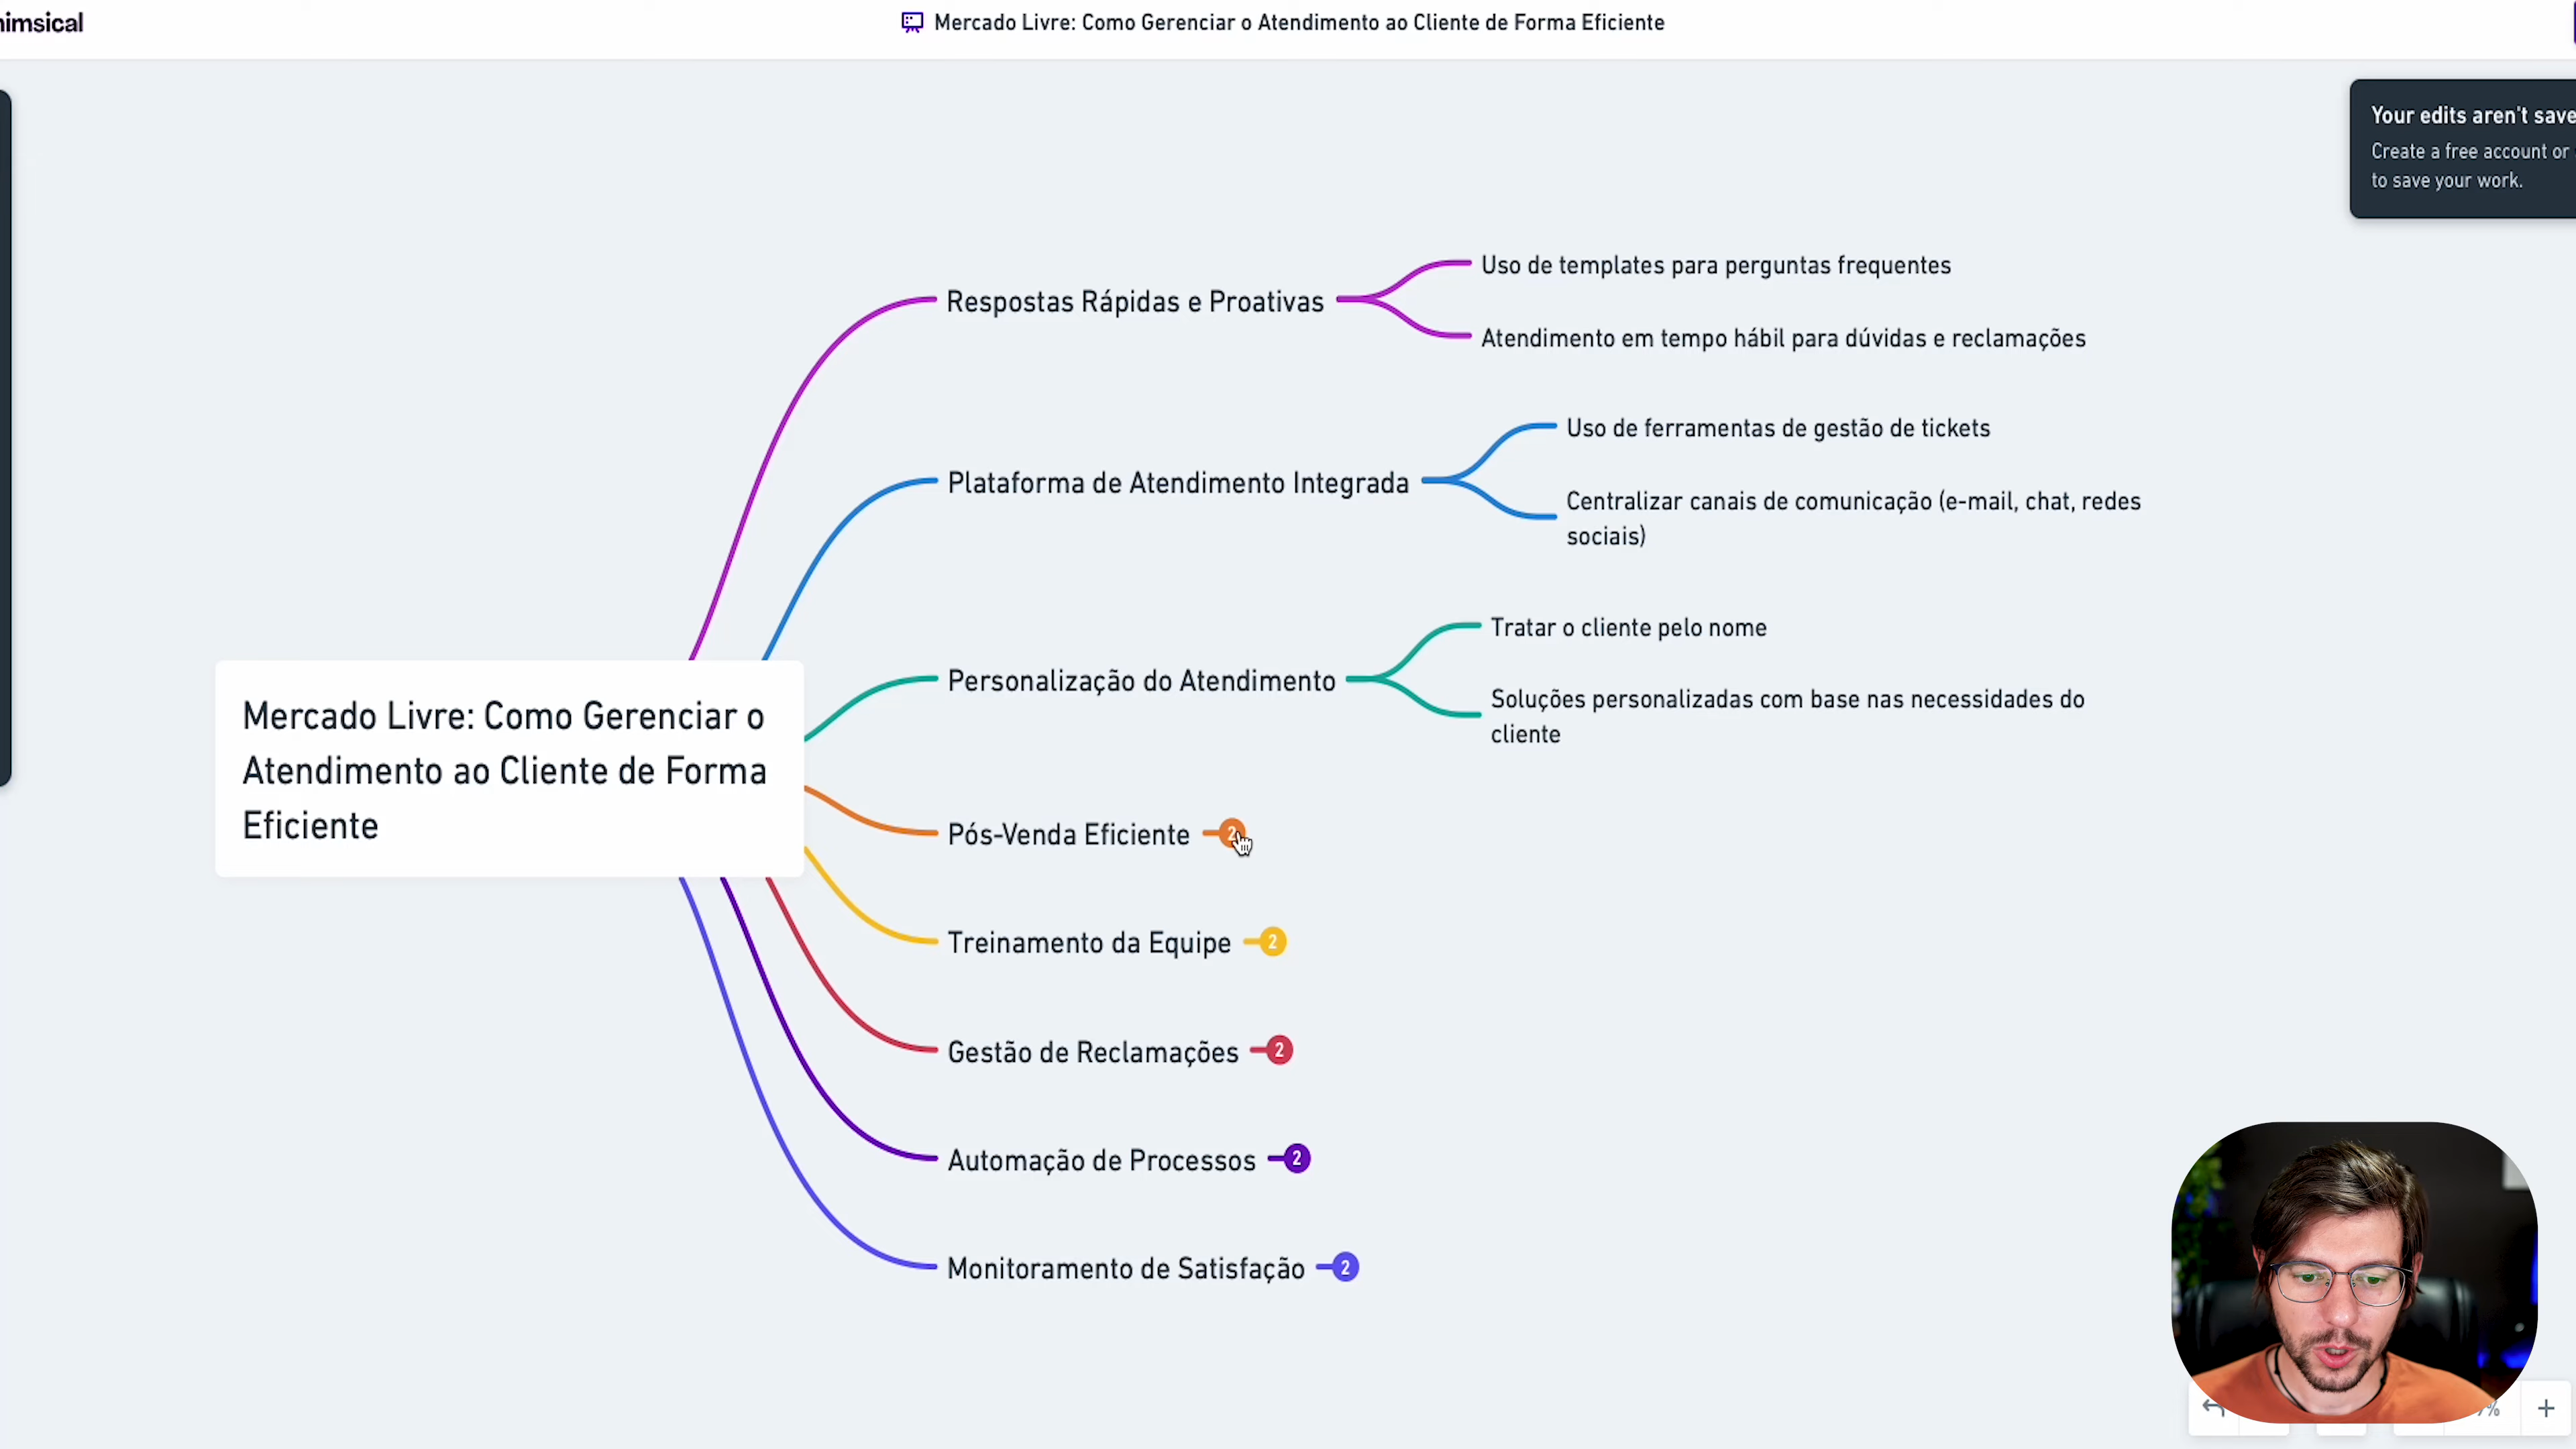 himsical
Mercado Livre: Como Gerenciar o Atendimento ao Cliente de Forma Eficiente
Your edits aren't save
Create a free account or
to save your work.
Respostas Rápidas e Proativas
Uso de templates para perguntas frequentes
Atendimento em tempo hábil para dúvidas e reclamações
Plataforma de Atendimento Integrada
Uso de ferramentas de gestão de tickets
Centralizar canais de comunicação (e-mail, chat, redes
sociais)
Personalização do Atendimento
Tratar o cliente pelo nome
Soluções personalizadas com base nas necessidades do
cliente
Mercado Livre: Como Gerenciar o
Atendimento ao Cliente de Forma
Eficiente
Pós-Venda Eficiente 2
Treinamento da Equipe 2
Gestão de Reclamações 2
Automação de Processos 2
Monitoramento de Satisfação 2